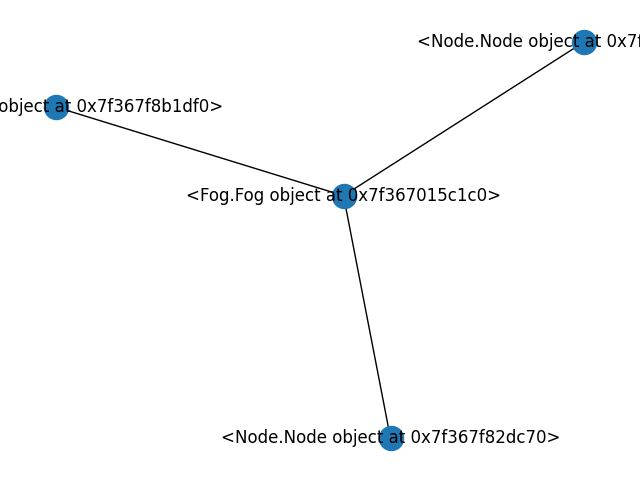 <Node.Node object at 0x7f
object at 0x7f367f8b1df0>
<Fog.Fog object at 0x7f367015c1c0>
<Node.Node object at 0x7f367f82dc70>